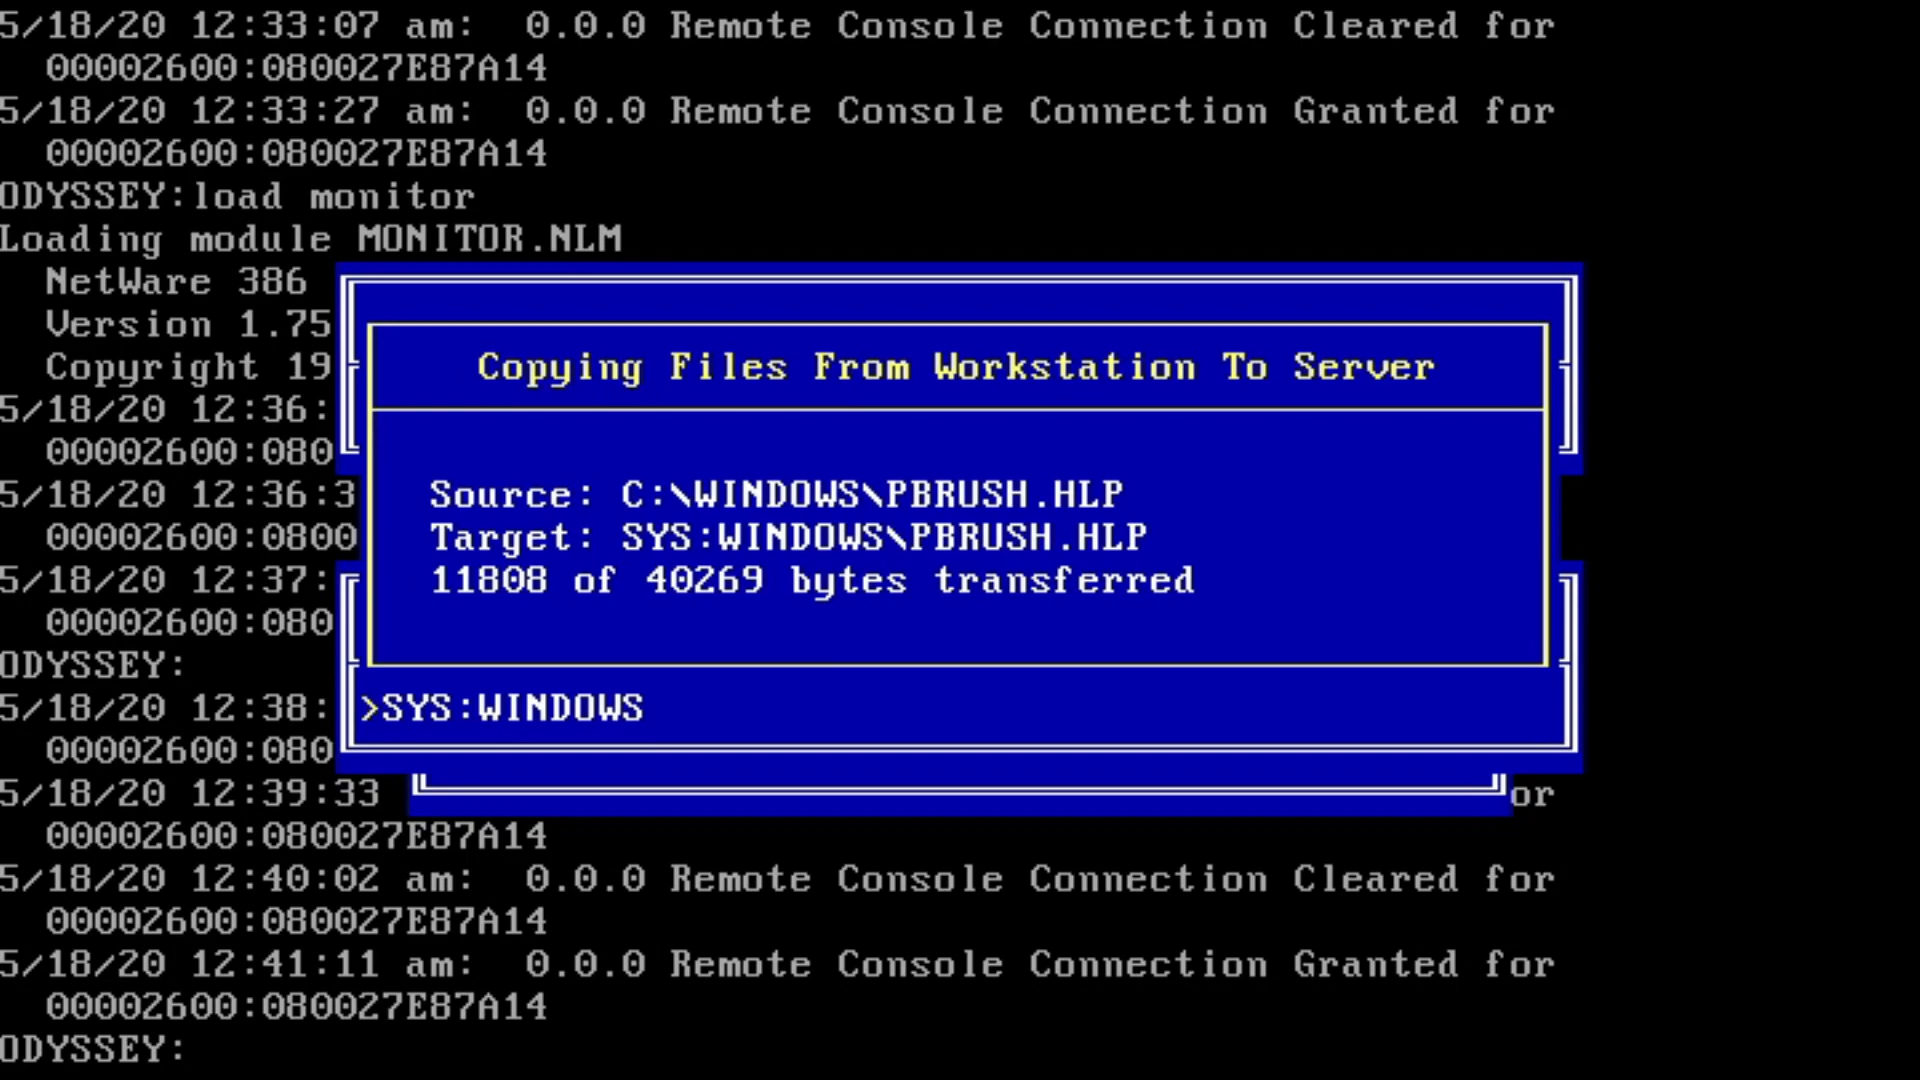 5/18/20 12:33:07 am:  0.0.0 Remote Console Connection Cleared for
00002600:080027E87A14
5/18/20 12:33:27 am:  0.0.0 Remote Console Connection Granted for
00002600:080027E87A14
ODYSSEY:load monitor
Loading module MONITOR.NLM
NetWare 386
Version 1.75
Copyright 19
5/18/20 12:36:
00002600:080
5/18/20 12:36:3
00002600:0800
5/18/20 12:37:
00002600:080
ODYSSEY:
5/18/20 12:38:
00002600:080
Copying Files From Workstation To Server
Source: C:\WINDOWS\PBRUSH.HLP
Target: SYS:WINDOWS\PBRUSH.HLP
11808 of 40269 bytes transferred
>SYS:WINDOWS
5/18/20 12:39:33 or
00002600:080027E87A14
5/18/20 12:40:02 am:  0.0.0 Remote Console Connection Cleared for
00002600:080027E87A14
5/18/20 12:41:11 am:  0.0.0 Remote Console Connection Granted for
00002600:080027E87A14
ODYSSEY: